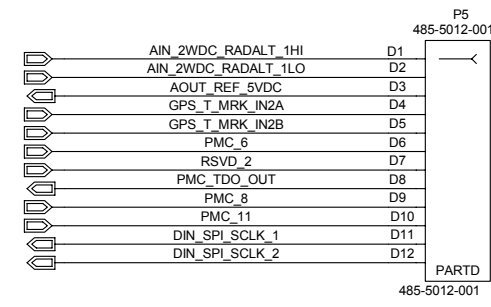 P5
485-5012-001
AIN_2WDC_RADALT_1HI D1
AIN_2WDC_RADALT_1LO D2
AOUT_REF_5VDC D3
GPS_T_MRK_IN2A D4
GPS_T_MRK_IN2B D5
PMC_6 D6
RSVD_2 D7
PMC_TDO_OUT D8
PMC_8 D9
PMC_11 D10
DIN_SPI_SCLK_1 D11
DIN_SPI_SCLK_2 D12
PARTD
485-5012-001